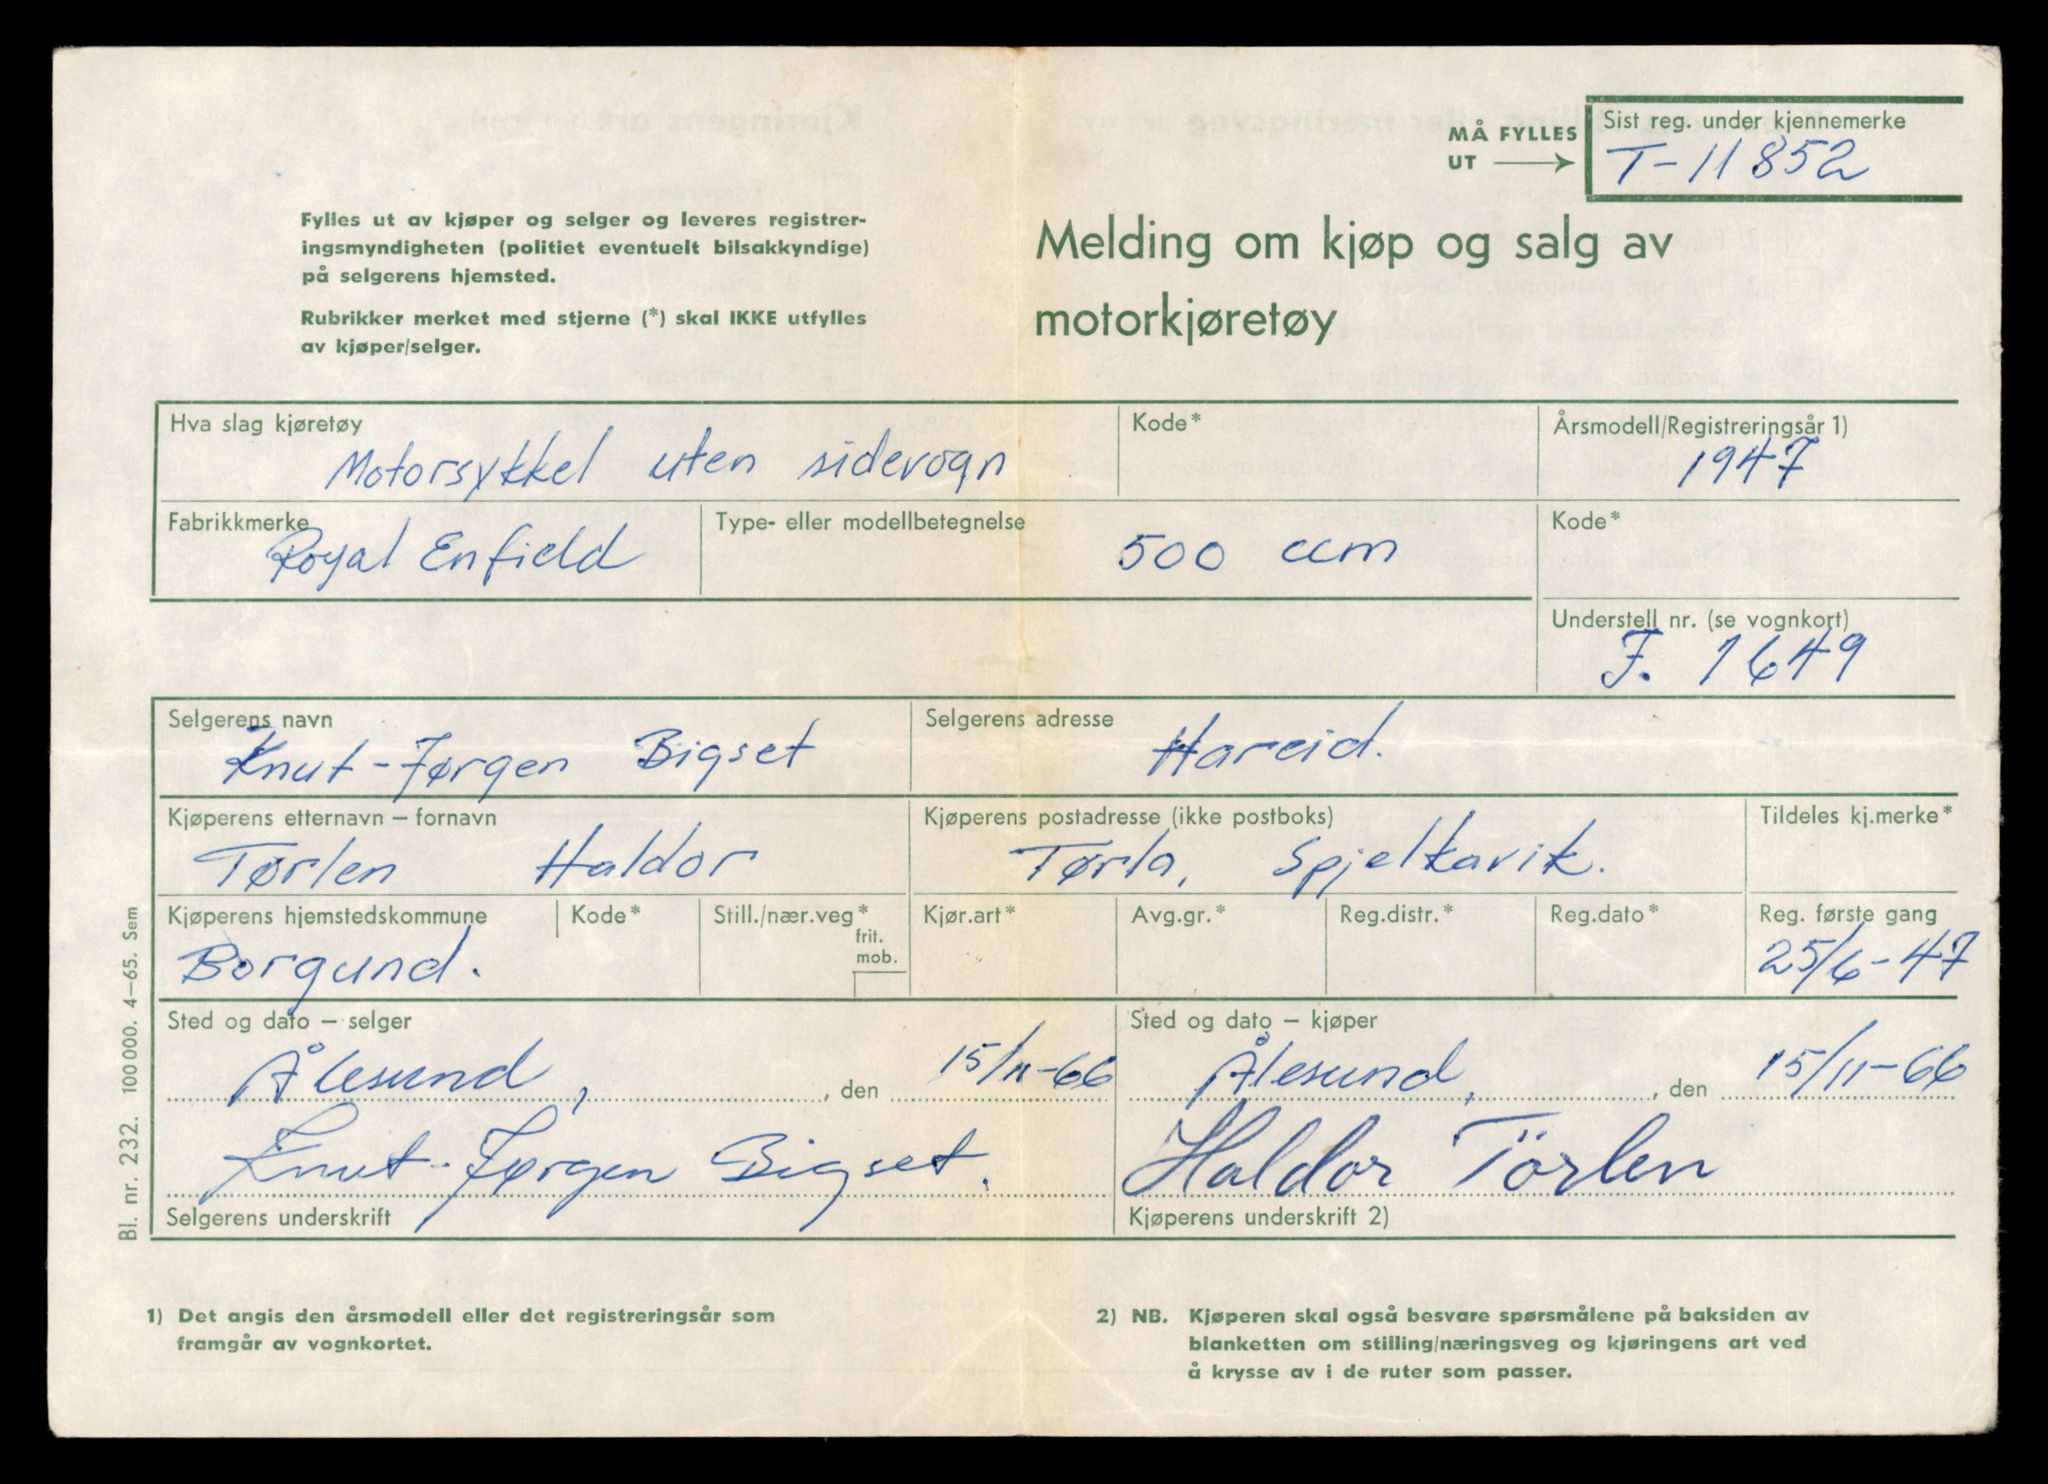 MÅ FYLLES
UT
Sist reg. under kjennemerke
T-11852
Fylles ut av kjøper og selger og leveres registrer-
ingsmyndigheten (politiet eventuelt bilsakkyndige)
på selgerens hjemsted.
Rubrikker merket med stjerne (*) skal IKKE utfylles
av kjøper/selger.
Melding om kjøp og salg av
motorkjøretøy
Hva slag kjøretøy
Motorsykkel uten sidevogn
Kode*
Årsmodell/Registreringsår 1)
1947
Fabrikkmerke
Royal Enfield
Type- eller modellbetegnelse
500 ccm
Kode*
Understell nr. (se vognkort)
J. 1649
Selgerens navn
Knut-Jørgen Bigset
Selgerens adresse
Hareid.
Kjøperens etternavn – fornavn
Tørlen Haldor
Kjøperens postadresse (ikke postboks)
Tørla, Spjelkavik.
Tildeles kj.merke*
Kjøperens hjemstedskommune
Borgund.
Kode*
Still./nær.veg*
frit.
mob.
Kjør.art*
Avg.gr.*
Reg.distr.*
Reg.dato*
Reg. første gang
25/6-47
Sted og dato – selger
Ålesund, , den 15/11-66
Knut-Jørgen Bigset.
Selgerens underskrift
Sted og dato – kjøper
Ålesund, , den 15/11-66
Haldor Törlen
Kjøperens underskrift 2)
Bl. nr. 232. 100000. 4–65. Sem
1) Det angis den årsmodell eller det registreringsår som
framgår av vognkortet.
2) NB. Kjøperen skal også besvare spørsmålene på baksiden av
blanketten om stilling/næringsveg og kjøringens art ved
å krysse av i de ruter som passer.